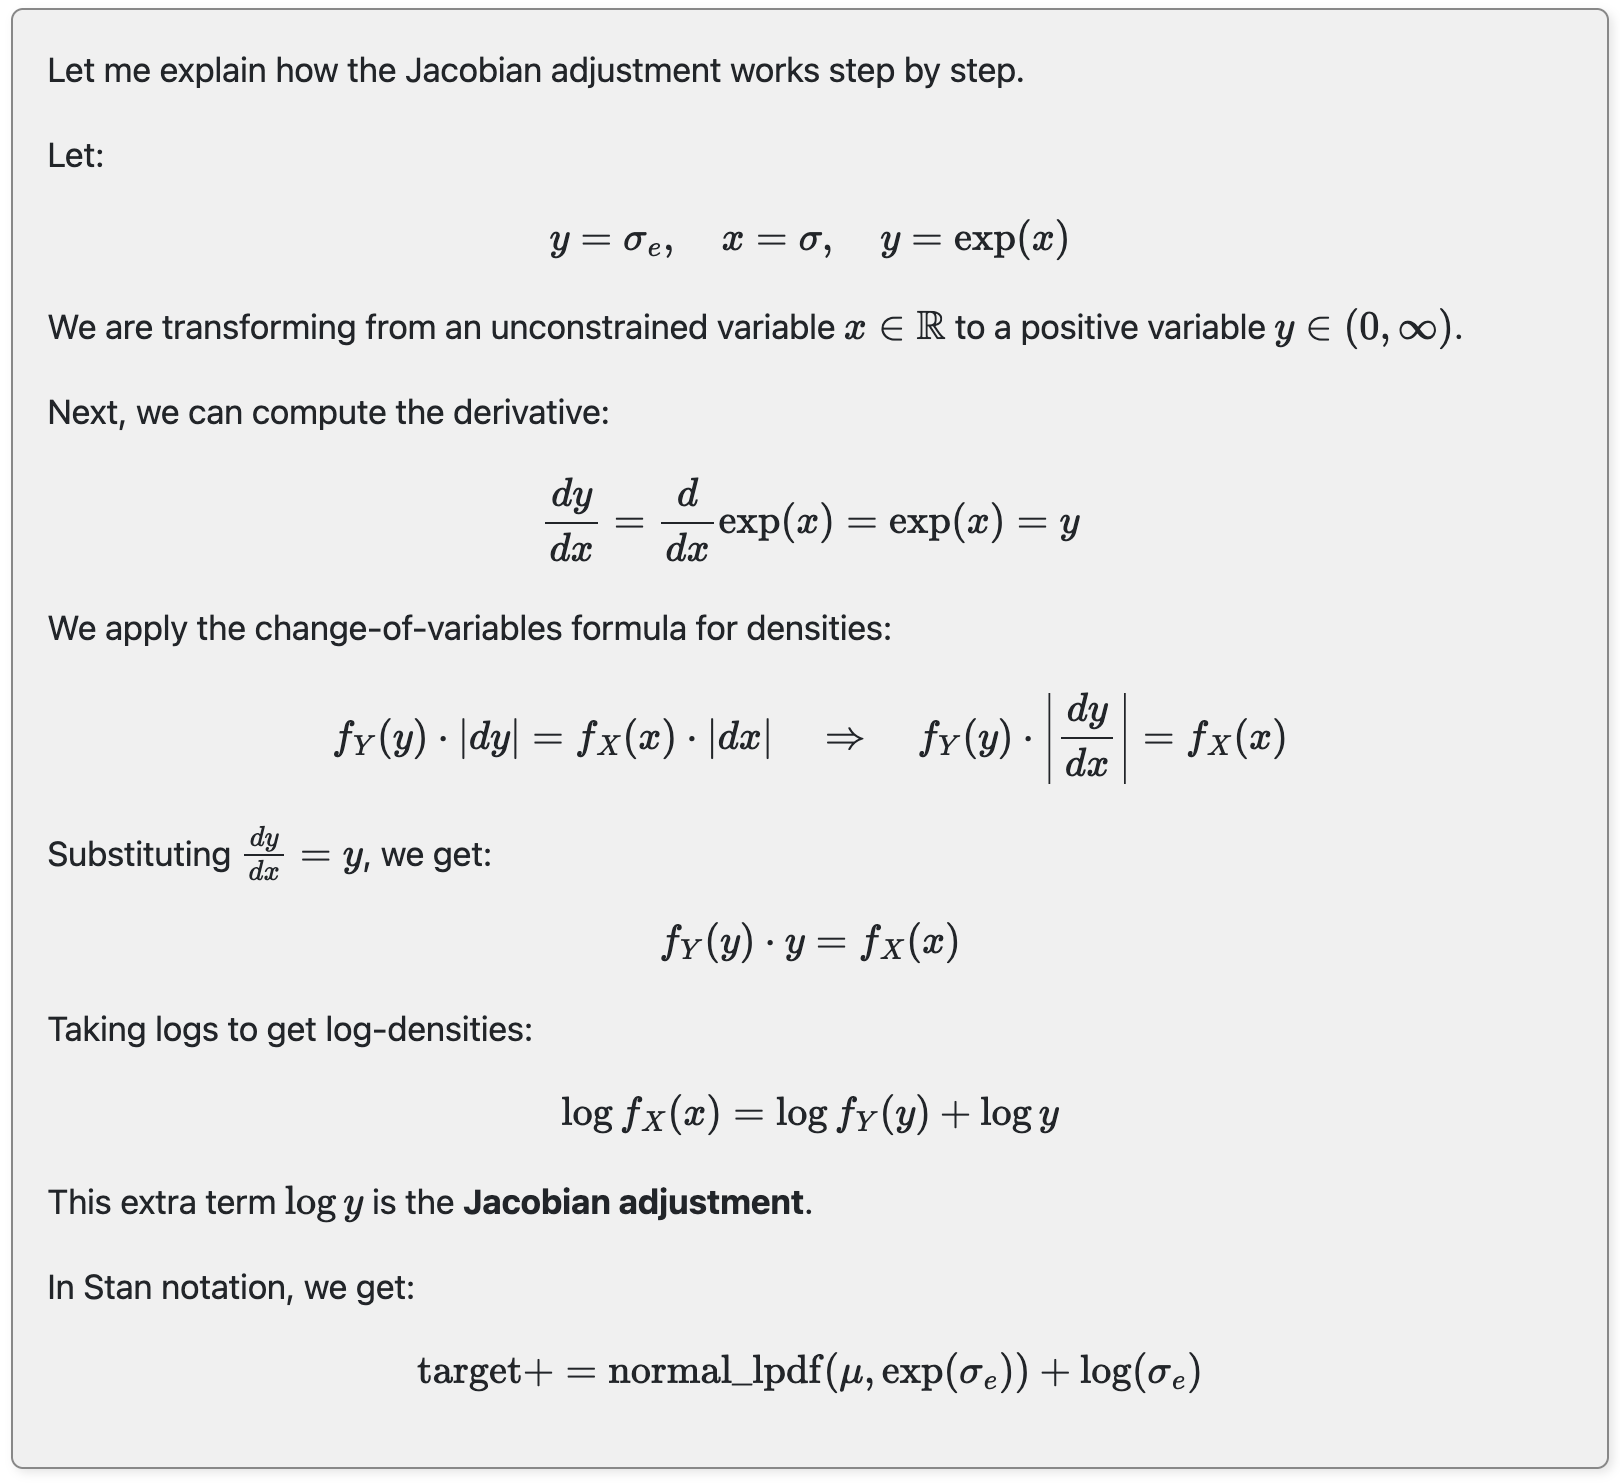 Let me explain how the Jacobian adjustment works step by step.
Let:
y = σₑ,   x = σ,   y = exp(x)
We are transforming from an unconstrained variable x ∈ ℝ to a positive variable y ∈ (0, ∞).
Next, we can compute the derivative:
dy/dx = d/dx exp(x) = exp(x) = y
We apply the change-of-variables formula for densities:
f_Y(y) · |dy| = f_X(x) · |dx|   ⇒   f_Y(y) · |dy/dx| = f_X(x)
Substituting dy/dx = y, we get:
f_Y(y) · y = f_X(x)
Taking logs to get log-densities:
log f_X(x) = log f_Y(y) + log y
This extra term log y is the Jacobian adjustment.
In Stan notation, we get:
target+ = normal_lpdf(μ, exp(σₑ)) + log(σₑ)